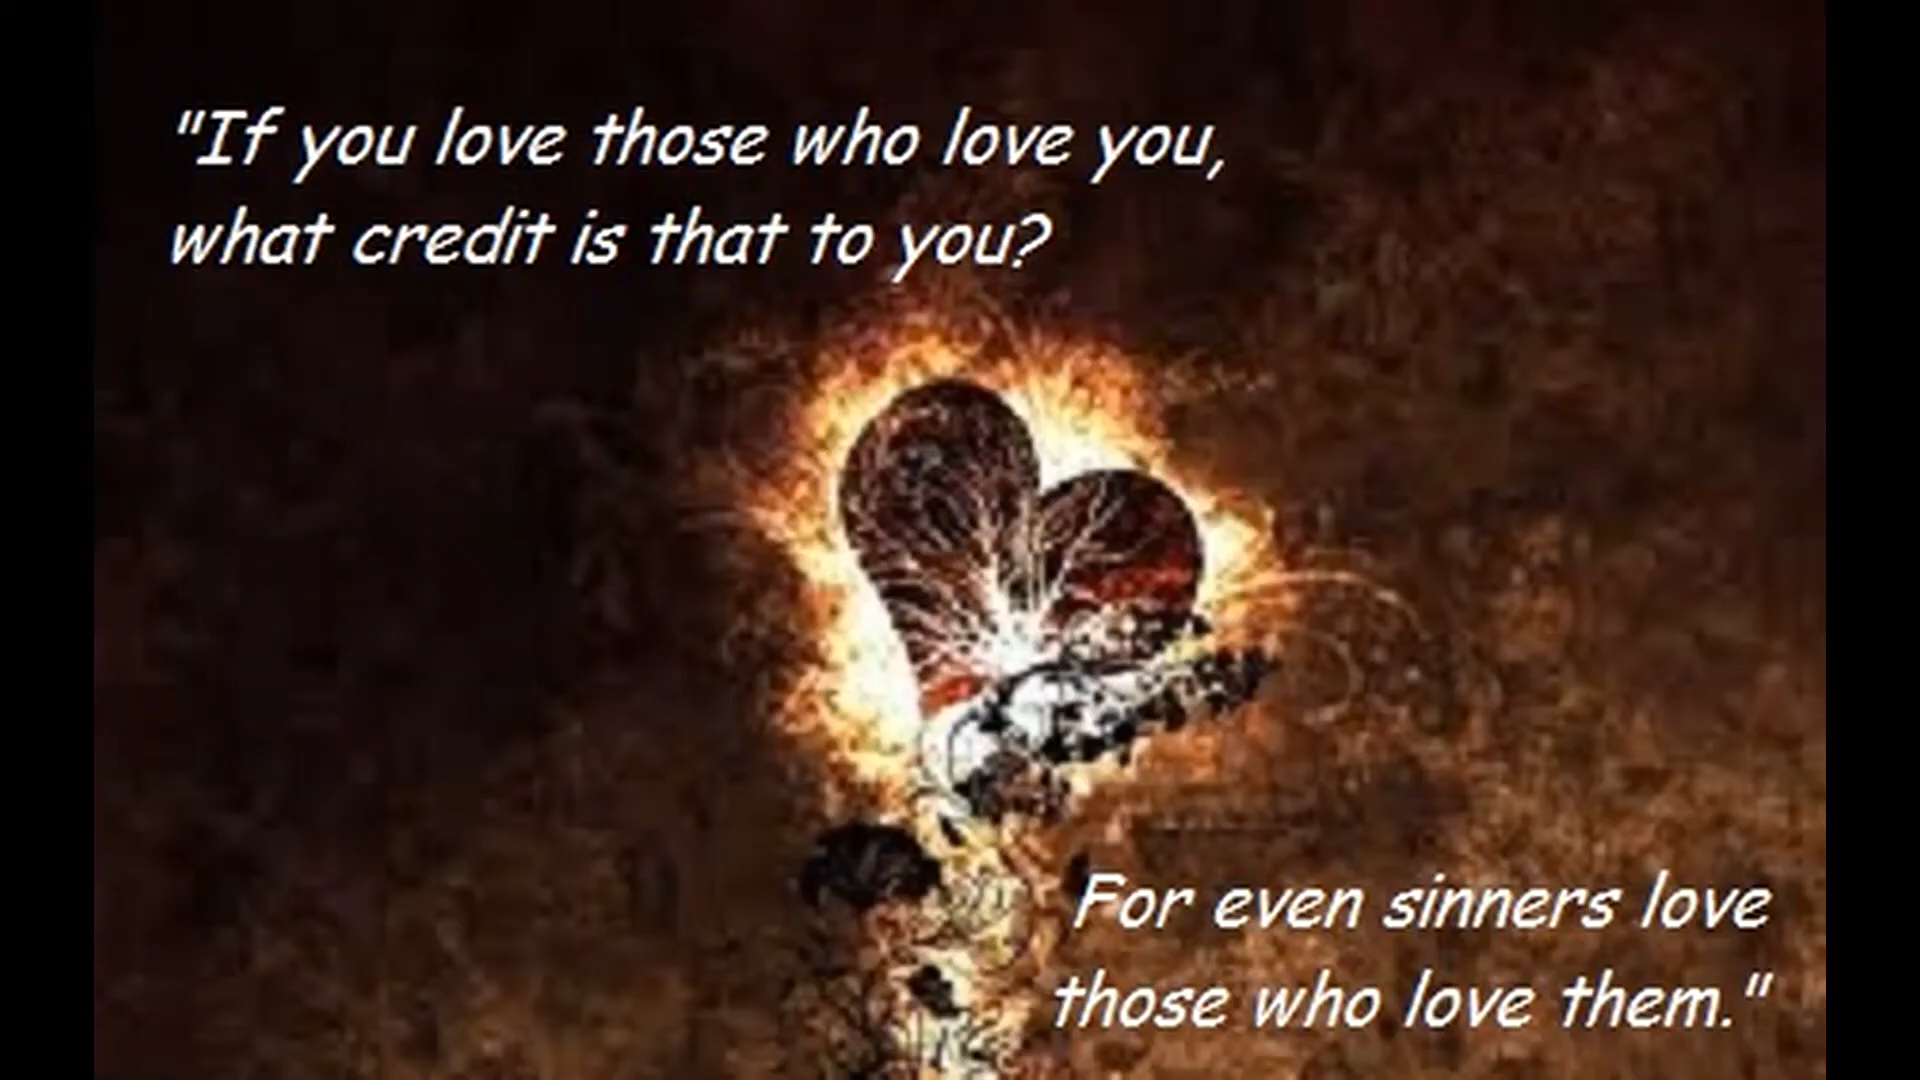 "If you love those who love you,
what credit is that to you?
For even sinners love
those who love them."